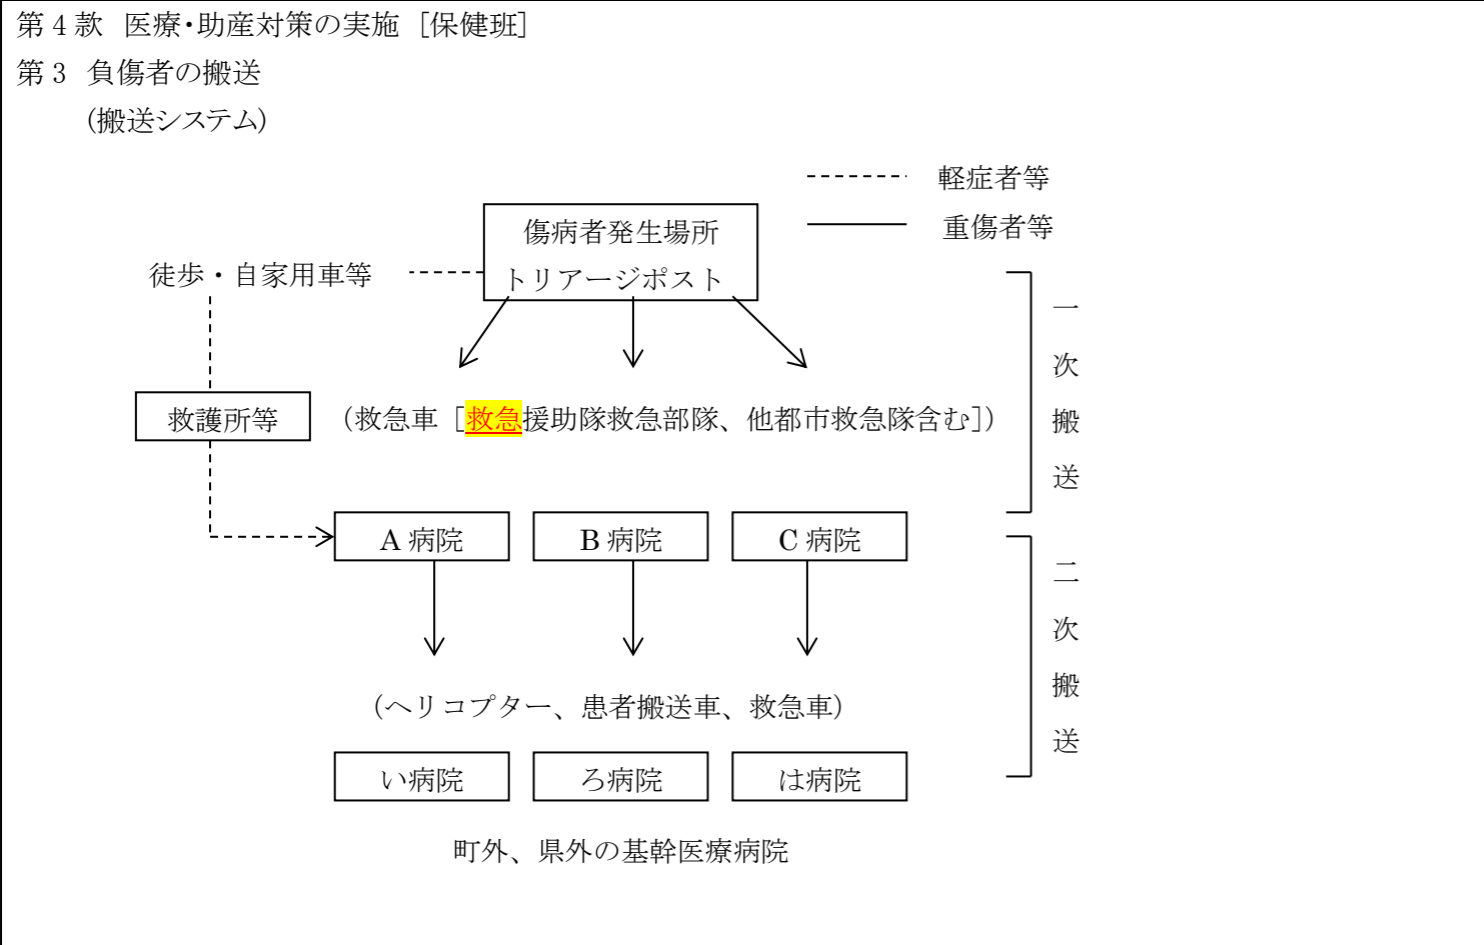 第4款 医療・助産対策の実施［保健班］
第3 負傷者の搬送
（搬送システム）
軽症者等
重傷者等
傷病者発生場所
トリアージポスト
徒歩・自家用車等
救護所等
（救急車［救急援助隊救急部隊、他都市救急隊含む］）
一次搬送
A病院
B病院
C病院
二次搬送
（ヘリコプター、患者搬送車、救急車）
い病院
ろ病院
は病院
町外、県外の基幹医療病院